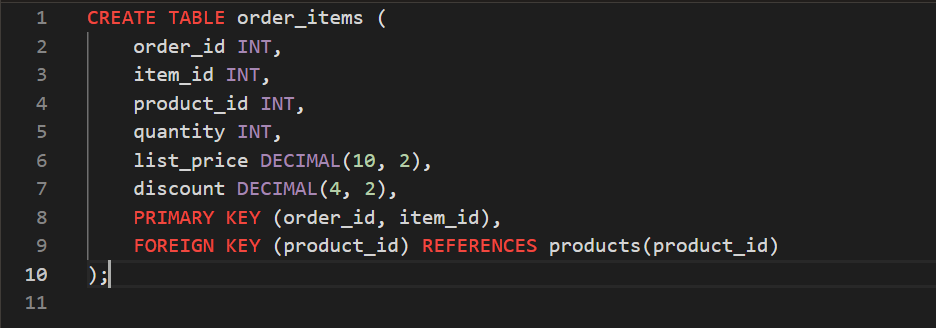 1 CREATE TABLE order_items (
2 order_id INT,
3 item_id INT,
4 product_id INT,
5 quantity INT,
6 list_price DECIMAL(10, 2),
7 discount DECIMAL(4, 2),
8 PRIMARY KEY (order_id, item_id),
9 FOREIGN KEY (product_id) REFERENCES products(product_id)
10 );
11